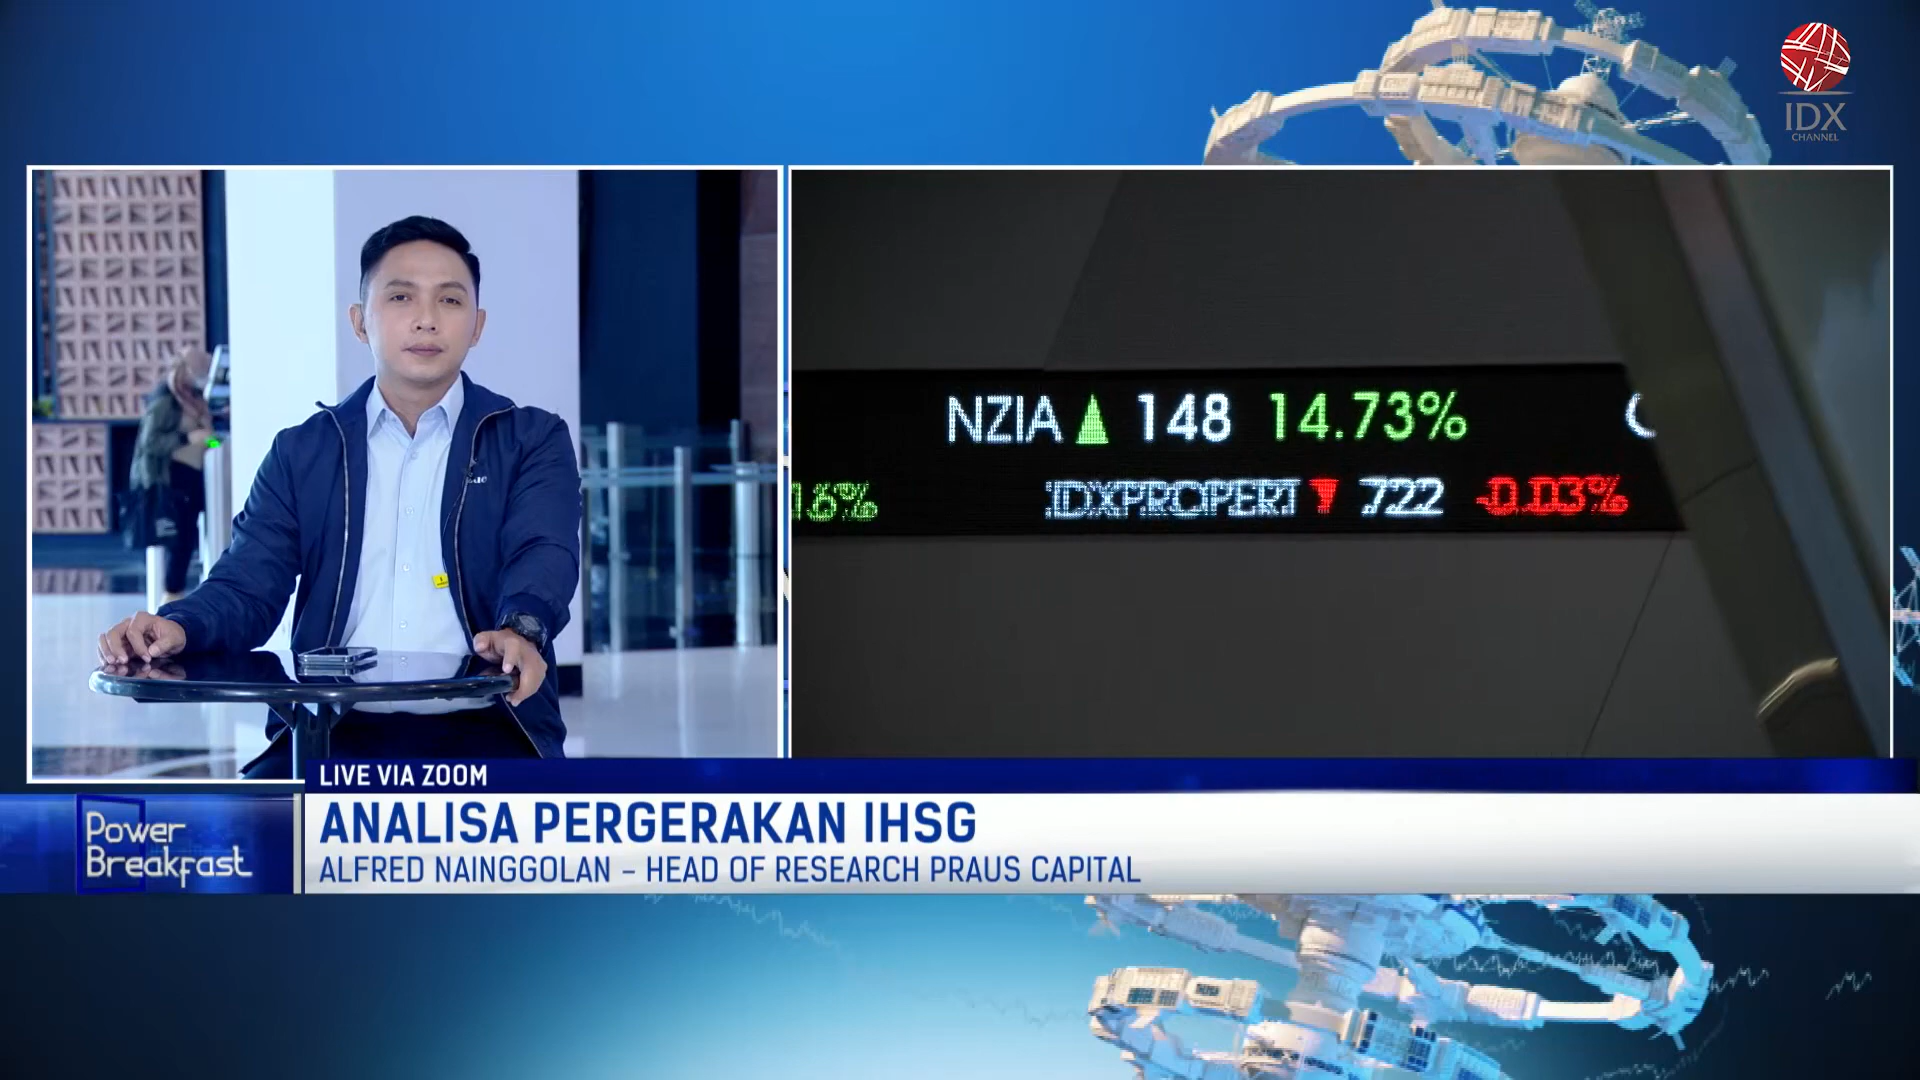 IDX
CHANNEL
NZIA 148 14.73%
16% IDXPROPERT 722 -0.03%
LIVE VIA ZOOM
Power
Breakfast
ANALISA PERGERAKAN IHSG
ALFRED NAINGGOLAN – HEAD OF RESEARCH PRAUS CAPITAL